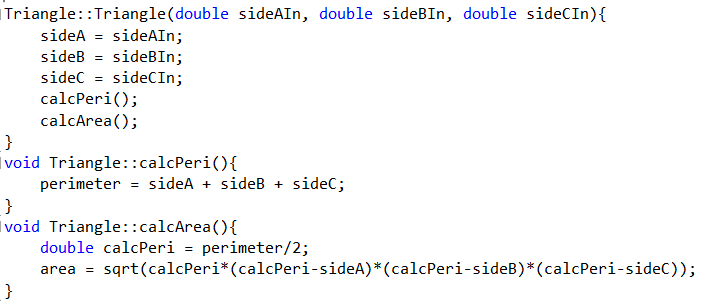 Triangle::Triangle(double sideAIn, double sideBIn, double sideCIn){
    sideA = sideAIn;
    sideB = sideBIn;
    sideC = sideCIn;
    calcPeri();
    calcArea();
}
void Triangle::calcPeri(){
    perimeter = sideA + sideB + sideC;
}
void Triangle::calcArea(){
    double calcPeri = perimeter/2;
    area = sqrt(calcPeri*(calcPeri-sideA)*(calcPeri-sideB)*(calcPeri-sideC));
}